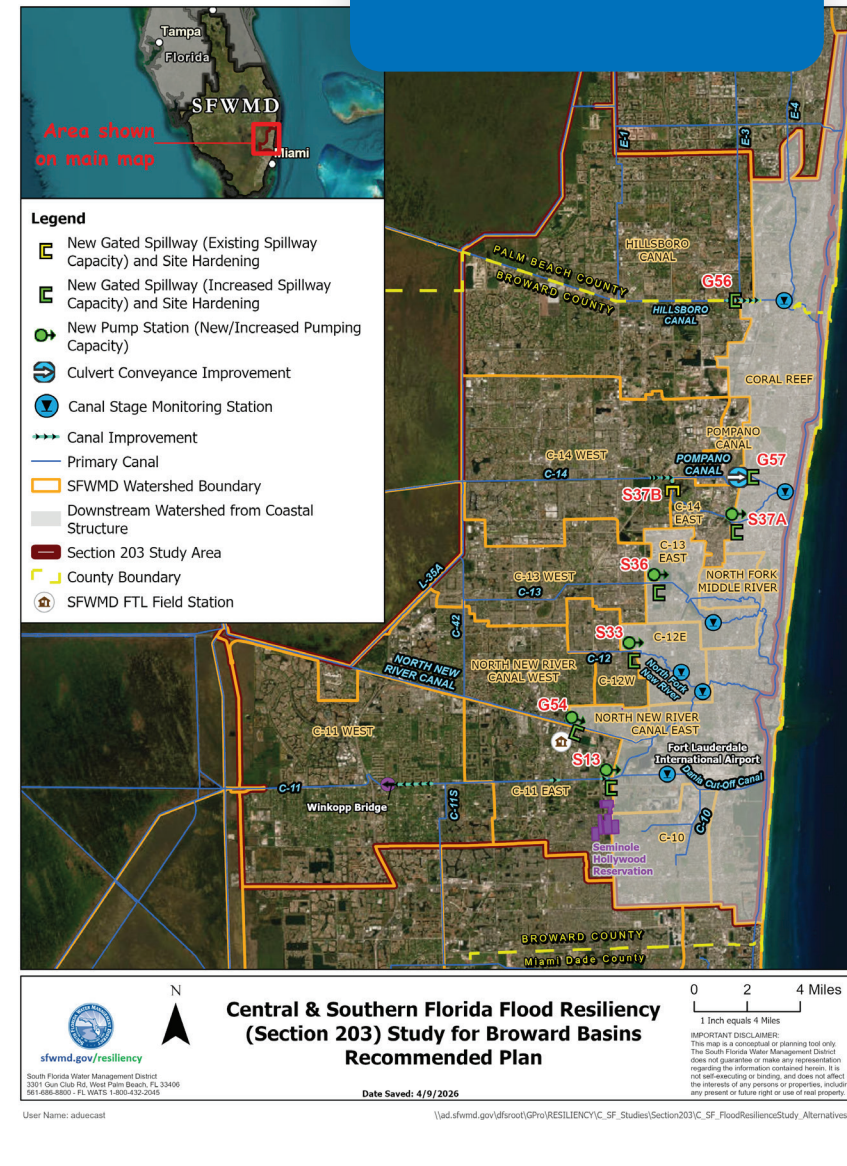 Tampa
Florida
SFWMD
Area shown
on main map
Miami
Legend
New Gated Spillway (Existing Spillway
Capacity) and Site Hardening
New Gated Spillway (Increased Spillway
Capacity) and Site Hardening
New Pump Station (New/Increased Pumping
Capacity)
Culvert Conveyance Improvement
Canal Stage Monitoring Station
Canal Improvement
Primary Canal
SFWMD Watershed Boundary
Downstream Watershed from Coastal
Structure
Section 203 Study Area
County Boundary
SFWMD FTL Field Station
E-1
E-3
E-4
HILLSBORO
CANAL
PALM BEACH COUNTY
BROWARD COUNTY
G56
HILLSBORO
CANAL
CORAL REEF
POMPANO
CANAL
C-14 WEST
C-14
POMPANO
CANAL
G57
S37B
C-14
EAST
S37A
C-13
EAST
S36
L-35A
C-13 WEST
C-13
NORTH FORK
MIDDLE RIVER
C-42
S33
C-12E
C-12
NORTH NEW
RIVER CANAL
NORTH NEW RIVER
CANAL WEST
C-12W
North Fork
New River
G54
NORTH NEW RIVER
CANAL EAST
C-11 WEST
Fort Lauderdale
International Airport
S13
Dania Cut-Off Canal
C-11
Winkopp Bridge
C-11S
C-11 EAST
C-10
C-10
Seminole
Hollywood
Reservation
BROWARD COUNTY
Miami Dade County
N
Central & Southern Florida Flood Resiliency
(Section 203) Study for Broward Basins
Recommended Plan
Date Saved: 4/9/2026
SOUTH FLORIDA WATER MANAGEMENT DISTRICT
sfwmd.gov/resiliency
South Florida Water Management District
3301 Gun Club Rd, West Palm Beach, FL 33406
561-686-8800 - FL WATS 1-800-432-2045
0 2 4 Miles
1 Inch equals 4 Miles
IMPORTANT DISCLAIMER:
This map is a conceptual or planning tool only.
The South Florida Water Management District
does not guarantee or make any representation
regarding the information contained herein. It is
not self-executing or binding, and does not affect
the interests of any persons or properties, includin
any present or future right or use of real property.
User Name: aduecast
\\ad.sfwmd.gov\dfsroot\GPro\RESILIENCY\C_SF_Studies\Section203\C_SF_FloodResilienceStudy_Alternatives